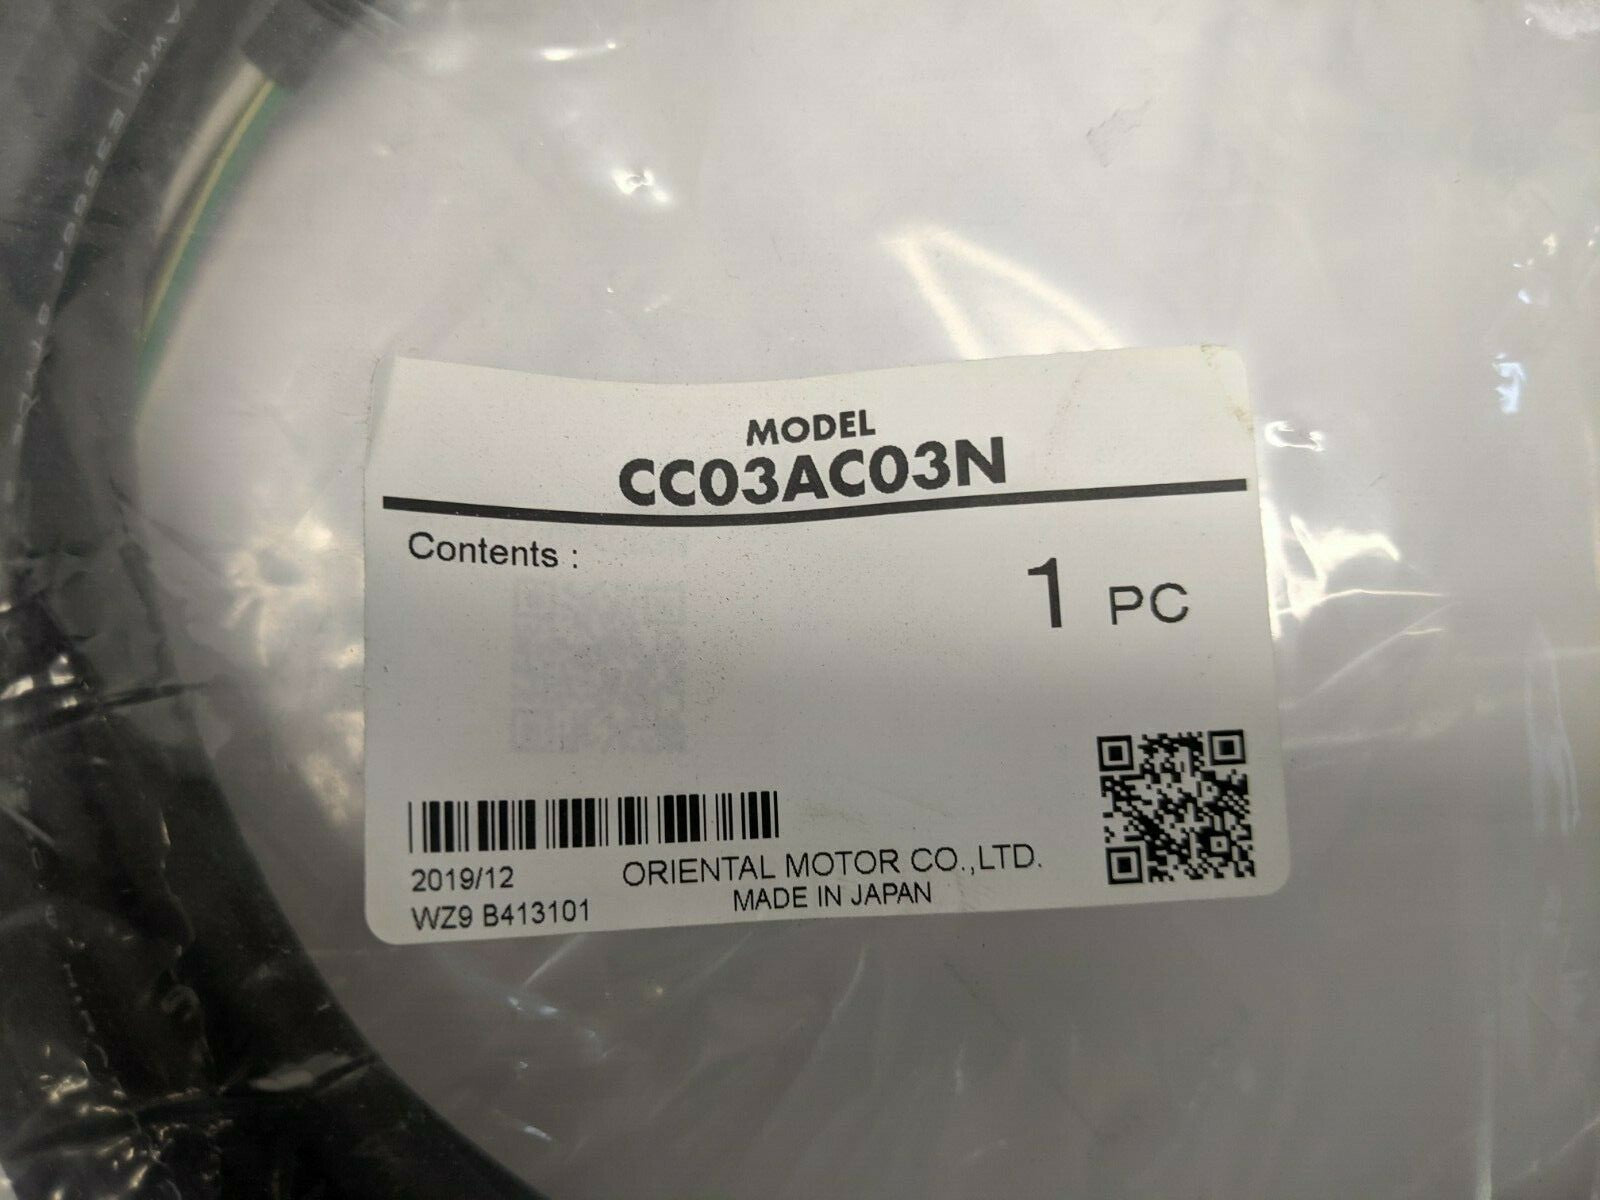 MODEL
CC03AC03N
Contents :
1 PC
2019/12
ORIENTAL MOTOR CO.,LTD.
WZ9 B413101
MADE IN JAPAN